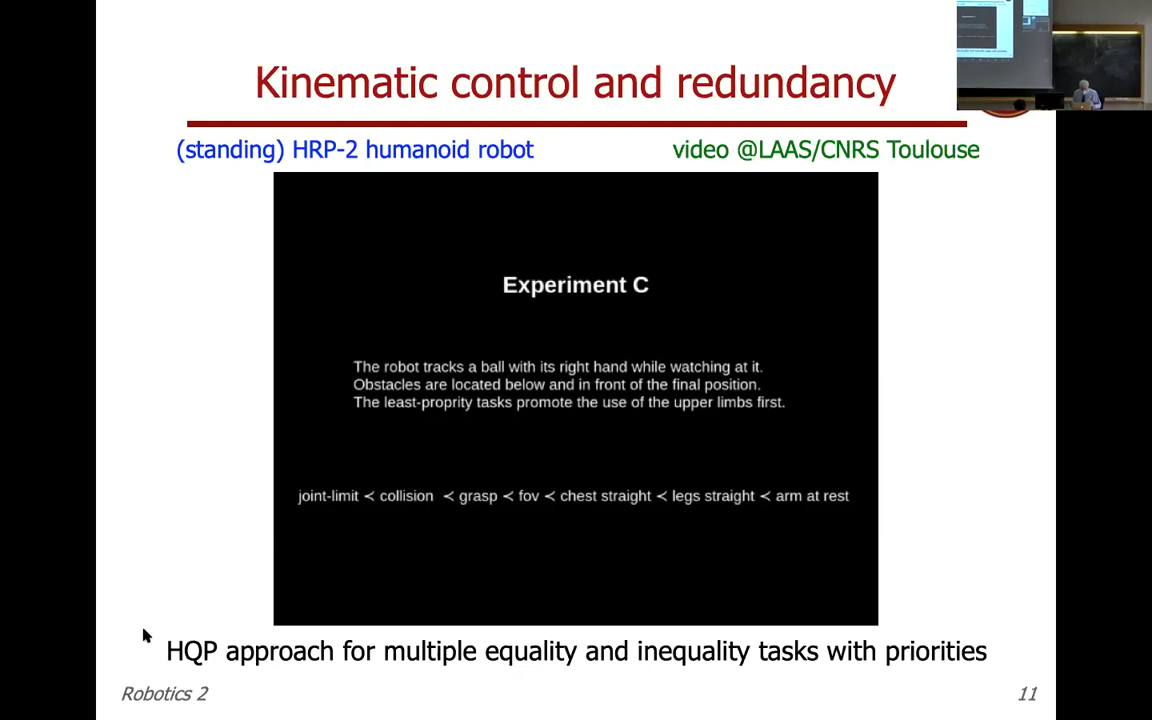 Kinematic control and redundancy
(standing) HRP-2 humanoid robot
video @LAAS/CNRS Toulouse
Experiment C
The robot tracks a ball with its right hand while watching at it.
Obstacles are located below and in front of the final position.
The least-proprity tasks promote the use of the upper limbs first.
joint-limit ≺ collision ≺ grasp ≺ fov ≺ chest straight ≺ legs straight ≺ arm at rest
HQP approach for multiple equality and inequality tasks with priorities
Robotics 2
11